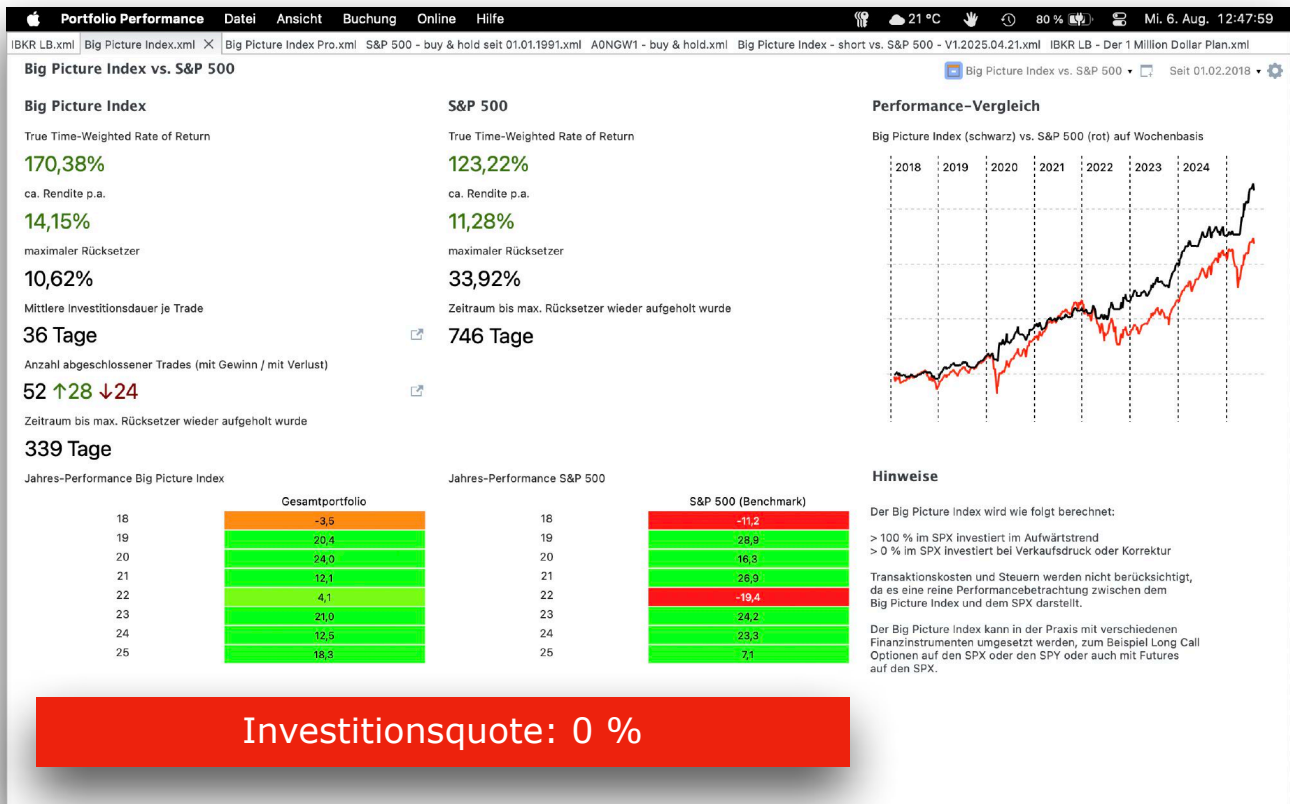 Portfolio Performance Datei Ansicht Buchung Online Hilfe 21 °C 80 % Mi. 6. Aug. 12:47:59
IBKR LB.xml Big Picture Index.xml Big Picture Index Pro.xml S&P 500 - buy & hold seit 01.01.1991.xml A0NGW1 - buy & hold.xml Big Picture Index - short vs. S&P 500 - V1.2025.04.21.xml IBKR LB - Der 1 Million Dollar Plan.xml
Big Picture Index vs. S&P 500
Big Picture Index vs. S&P 500 Seit 01.02.2018
Big Picture Index
True Time-Weighted Rate of Return
170,38%
ca. Rendite p.a.
14,15%
maximaler Rücksetzer
10,62%
Mittlere Investitionsdauer je Trade
36 Tage
Anzahl abgeschlossener Trades (mit Gewinn / mit Verlust)
52 ↑28 ↓24
Zeitraum bis max. Rücksetzer wieder aufgeholt wurde
339 Tage
Jahres-Performance Big Picture Index
Gesamtportfolio
18 -3,5
19 20,4
20 24,0
21 12,1
22 4,1
23 21,0
24 12,5
25 18,3
S&P 500
True Time-Weighted Rate of Return
123,22%
ca. Rendite p.a.
11,28%
maximaler Rücksetzer
33,92%
Zeitraum bis max. Rücksetzer wieder aufgeholt wurde
746 Tage
Jahres-Performance S&P 500
S&P 500 (Benchmark)
18 -11,2
19 28,9
20 16,3
21 26,9
22 -19,4
23 24,2
24 23,3
25 7,1
Performance-Vergleich
Big Picture Index (schwarz) vs. S&P 500 (rot) auf Wochenbasis
2018 2019 2020 2021 2022 2023 2024
Hinweise
Der Big Picture Index wird wie folgt berechnet:
> 100 % im SPX investiert im Aufwärtstrend
> 0 % im SPX investiert bei Verkaufsdruck oder Korrektur
Transaktionskosten und Steuern werden nicht berücksichtigt,
da es eine reine Performancebetrachtung zwischen dem
Big Picture Index und dem SPX darstellt.
Der Big Picture Index kann in der Praxis mit verschiedenen
Finanzinstrumenten umgesetzt werden, zum Beispiel Long Call
Optionen auf den SPX oder den SPY oder auch mit Futures
auf den SPX.
Investitionsquote: 0 %